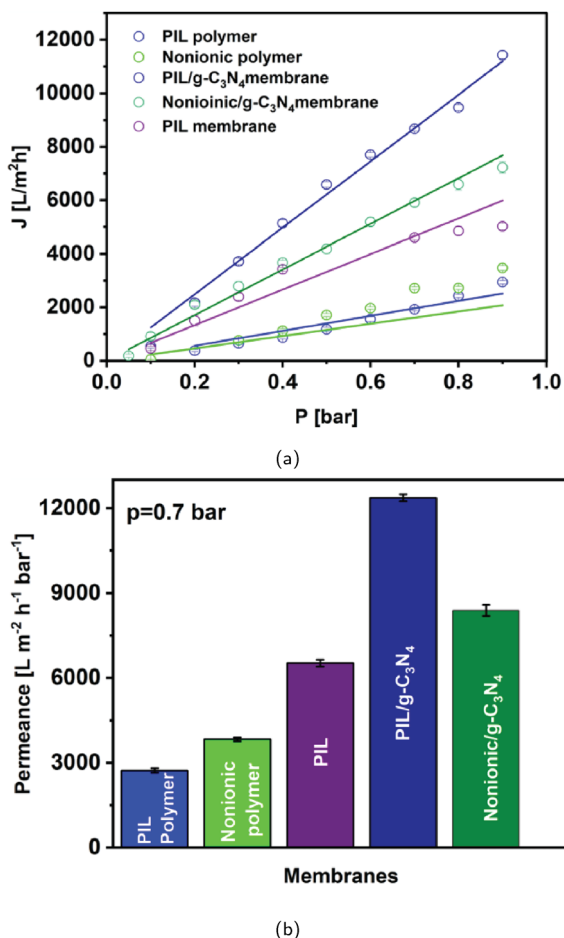 12000
10000
8000
6000
4000
2000
0
J [L/m²h]
PIL polymer
Nonionic polymer
PIL/g-C₃N₄membrane
Nonioinic/g-C₃N₄membrane
PIL membrane
0.0 0.2 0.4 0.6 0.8 1.0
P [bar]
(a)
12000
9000
6000
3000
0
Permeance [L m⁻² h⁻¹ bar⁻¹]
p=0.7 bar
PIL
Polymer
Nonionic
polymer
PIL
PIL/g-C₃N₄
Nonionic/g-C₃N₄
Membranes
(b)